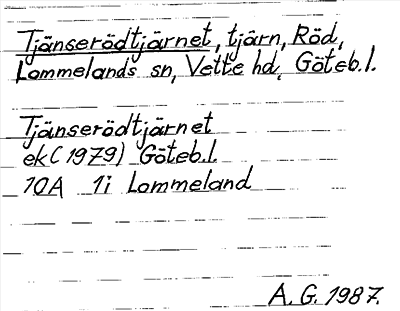 Tjänserödtjärnet, tjärn, Röd,
Lommelands sn, Vette hd, Göteb.l.
Tjänserödtjärnet
ek (1979) Göteb.l.
10A 1i Lommeland
A. G. 1987.